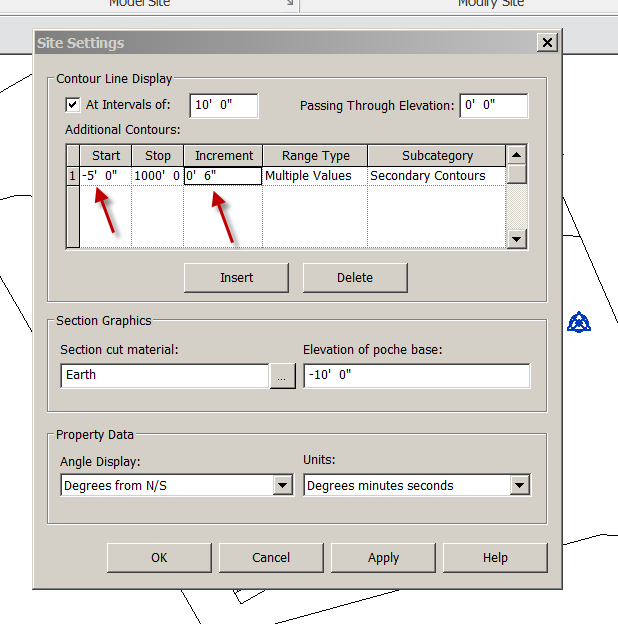 Model Site Modify Site
Site Settings
Contour Line Display
At Intervals of: 10' 0" Passing Through Elevation: 0' 0"
Additional Contours:
Start Stop Increment Range Type Subcategory
1 -5' 0" 1000' 0 0' 6" Multiple Values Secondary Contours
Insert Delete
Section Graphics
Section cut material: Elevation of poche base:
Earth ... -10' 0"
Property Data
Angle Display: Units:
Degrees from N/S Degrees minutes seconds
OK Cancel Apply Help